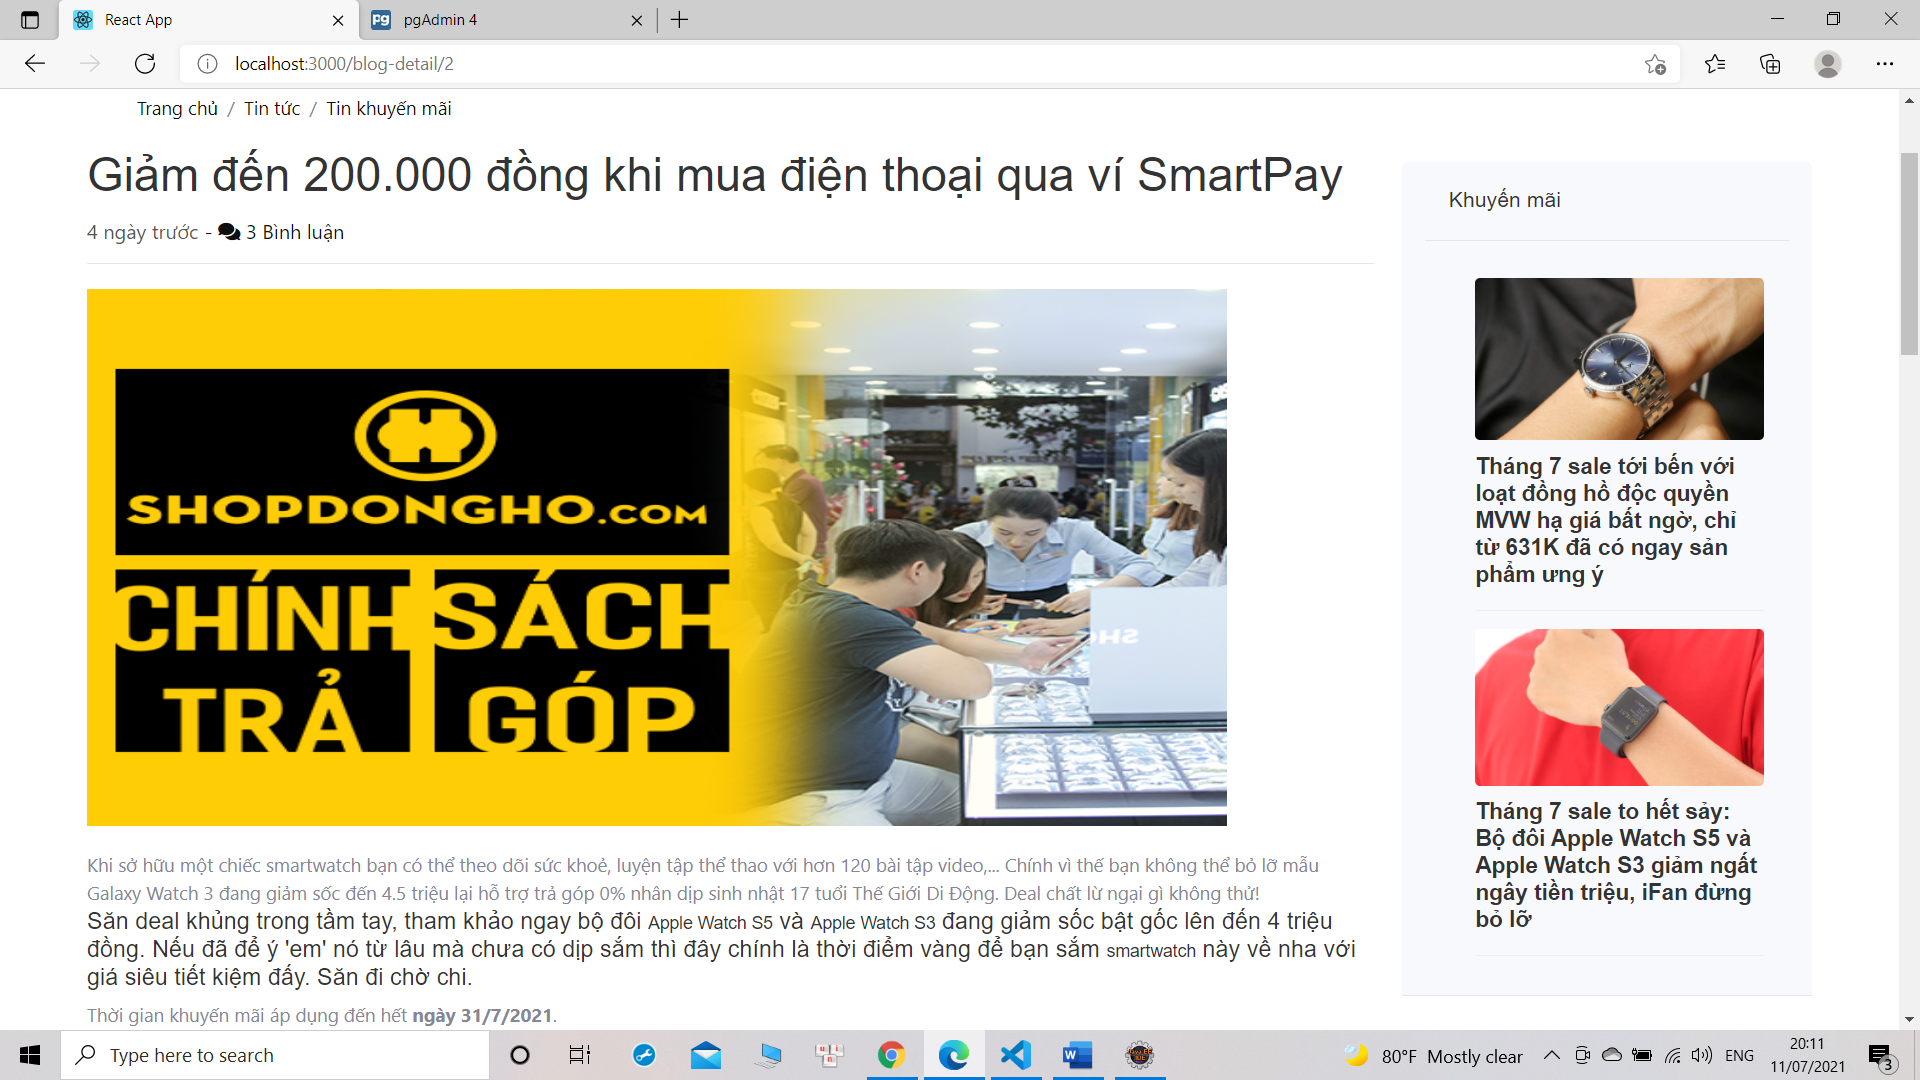 React App
pgAdmin 4
localhost:3000/blog-detail/2
Trang chủ / Tin tức / Tin khuyến mãi
Giảm đến 200.000 đồng khi mua điện thoại qua ví SmartPay
4 ngày trước - 3 Bình luận
SHOPDONGHO.COM
CHÍNH SÁCH
TRẢ GÓP
Khi sở hữu một chiếc smartwatch bạn có thể theo dõi sức khoẻ, luyện tập thể thao với hơn 120 bài tập video,... Chính vì thế bạn không thể bỏ lỡ mẫu
Galaxy Watch 3 đang giảm sốc đến 4.5 triệu lại hỗ trợ trả góp 0% nhân dịp sinh nhật 17 tuổi Thế Giới Di Động. Deal chất lừ ngại gì không thử!
Săn deal khủng trong tầm tay, tham khảo ngay bộ đôi Apple Watch S5 và Apple Watch S3 đang giảm sốc bật gốc lên đến 4 triệu
đồng. Nếu đã để ý 'em' nó từ lâu mà chưa có dịp sắm thì đây chính là thời điểm vàng để bạn sắm smartwatch này về nha với
giá siêu tiết kiệm đấy. Săn đi chờ chi.
Thời gian khuyến mãi áp dụng đến hết ngày 31/7/2021.
Khuyến mãi
Tháng 7 sale tới bến với
loạt đồng hồ độc quyền
MVW hạ giá bất ngờ, chỉ
từ 631K đã có ngay sản
phẩm ưng ý
Tháng 7 sale to hết sảy:
Bộ đôi Apple Watch S5 và
Apple Watch S3 giảm ngất
ngây tiền triệu, iFan đừng
bỏ lỡ
Type here to search
80°F Mostly clear
ENG
20:11
11/07/2021
3